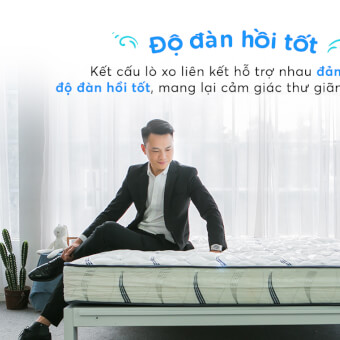 Độ đàn hồi tốt
Kết cấu lò xo liên kết hỗ trợ nhau
độ đàn hồi tốt, mang lại cảm giác thư giãn